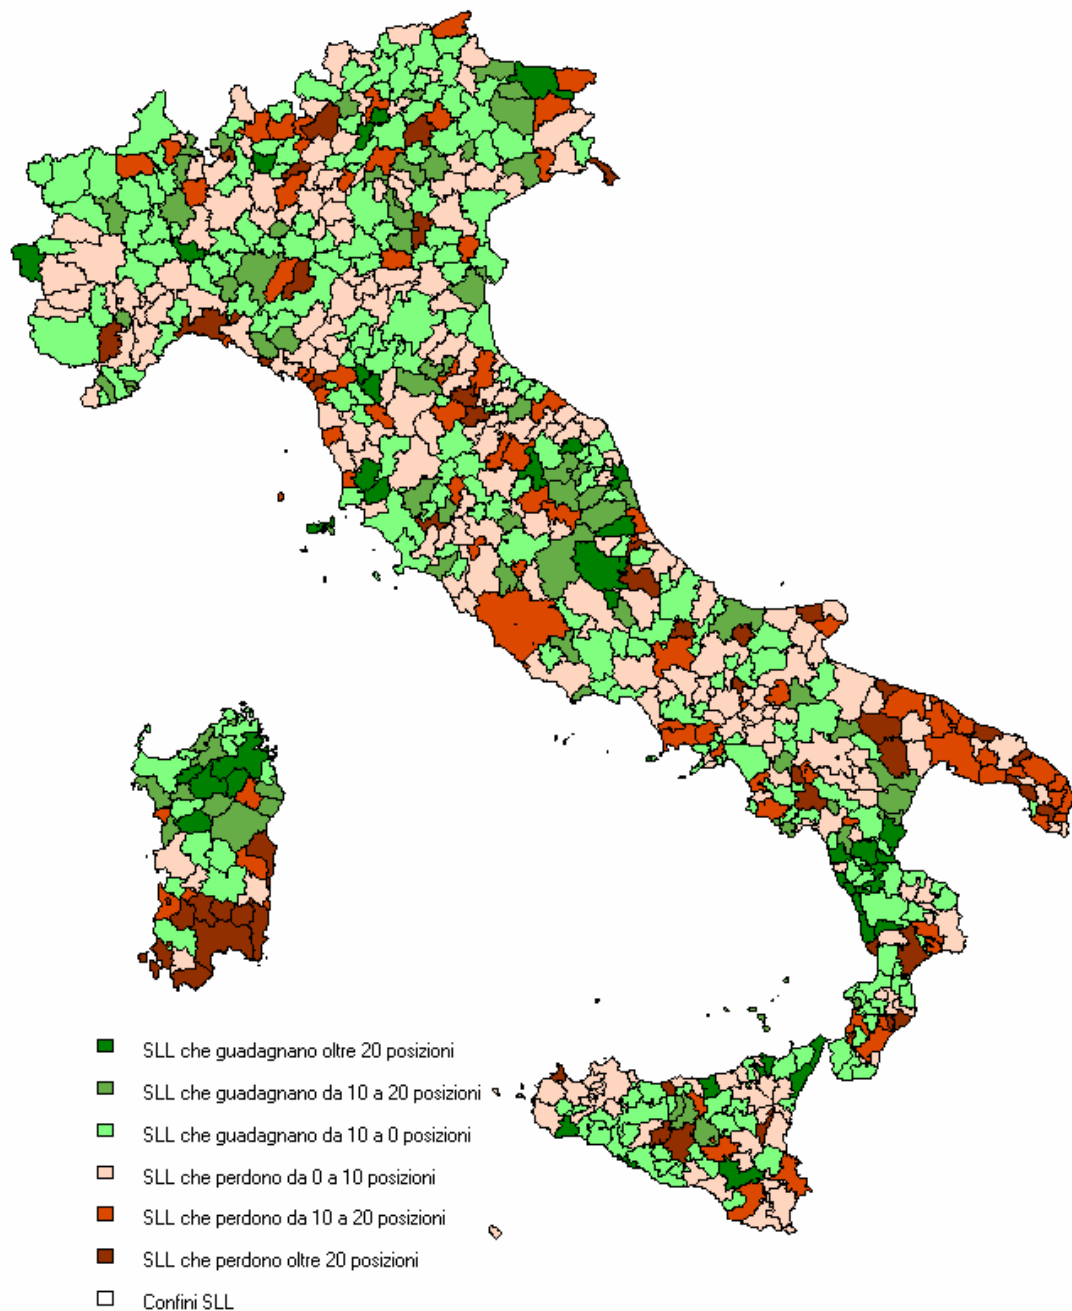 SLL che guadagnano oltre 20 posizioni
SLL che guadagnano da 10 a 20 posizioni
SLL che guadagnano da 10 a 0 posizioni
SLL che perdono da 0 a 10 posizioni
SLL che perdono da 10 a 20 posizioni
SLL che perdono oltre 20 posizioni
Confini SLL